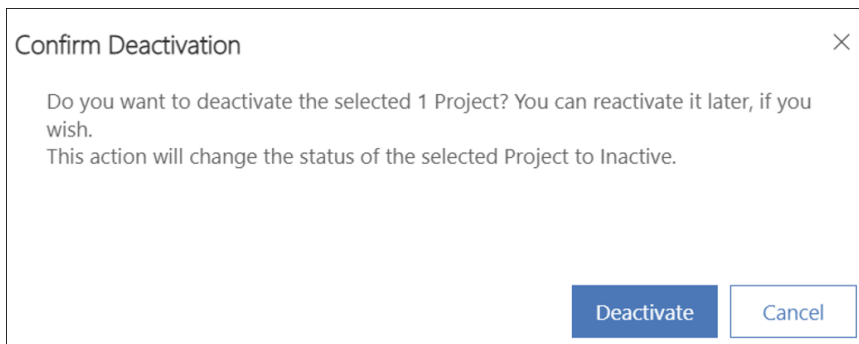 Confirm Deactivation
Do you want to deactivate the selected 1 Project? You can reactivate it later, if you
wish.
This action will change the status of the selected Project to Inactive.
Deactivate
Cancel